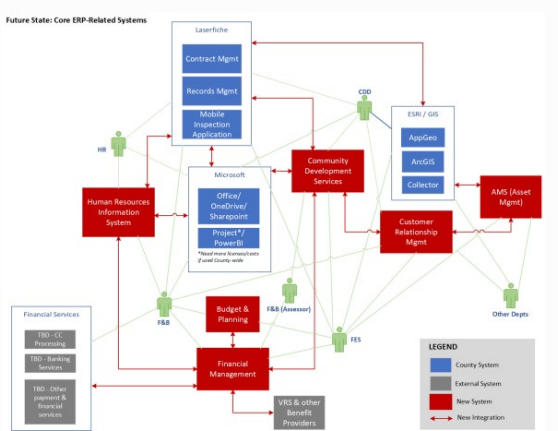 Future State: Core ERP-Related Systems
Laserfiche
Contract Mgmt
Records Mgmt
Mobile
Inspection
Application
CDD
ESRI / GIS
AppGeo
ArcGIS
Collector
HR
Microsoft
Office/
OneDrive/
Sharepoint
Project*/
PowerBI
*Need more licenses/costs
if used County-wide
Community
Development
Services
Human Resources
Information
System
AMS (Asset
Mgmt)
Customer
Relationship
Mgmt
F&B
F&B (Assessor)
FES
Other Depts
Financial Services
TBD - CC
Processing
TBD - Banking
Services
TBD - Other
payment &
financial
services
Budget &
Planning
Financial
Management
VRS & other
Benefit
Providers
LEGEND
County System
External System
New System
New Integration